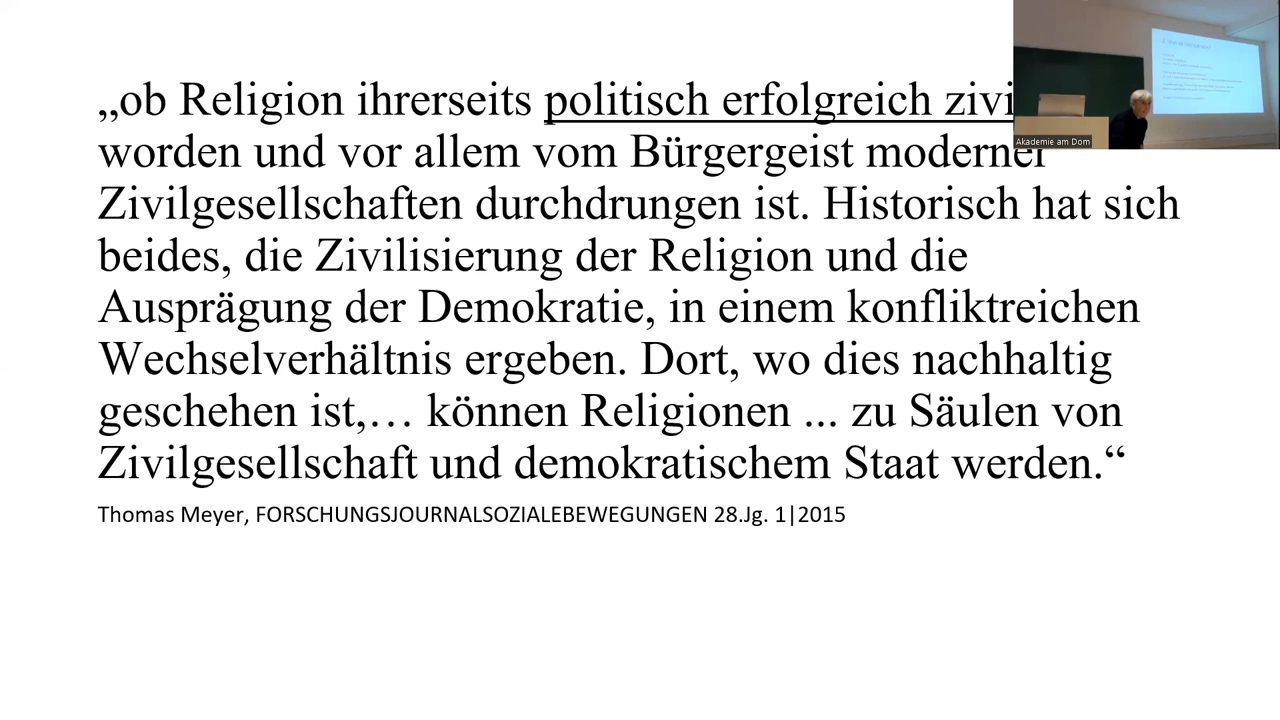 „ob Religion ihrerseits politisch erfolgreich
worden und vor allem vom Bürgergeist moderner
Zivilgesellschaften durchdrungen ist. Historisch hat sich
beides, die Zivilisierung der Religion und die
Ausprägung der Demokratie, in einem konfliktreichen
Wechselverhältnis ergeben. Dort, wo dies nachhaltig
geschehen ist,… können Religionen ... zu Säulen von
Zivilgesellschaft und demokratischem Staat werden.“
Thomas Meyer, FORSCHUNGSJOURNALSOZIALEBEWEGUNGEN 28.Jg. 1|2015
Akademie am Dom